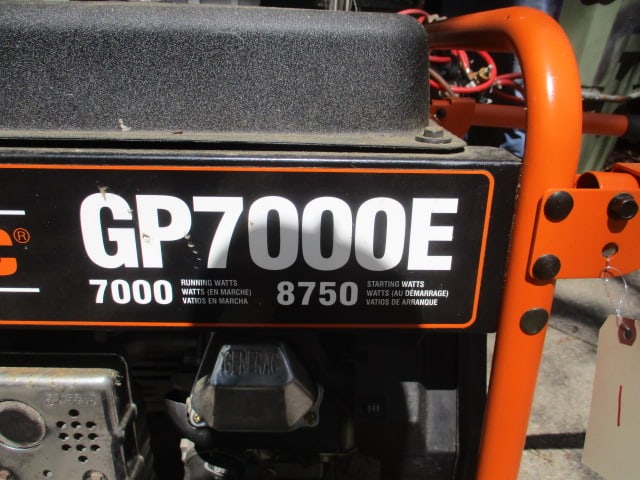 c®
GP7000E
7000 RUNNING WATTS
WATTS (EN MARCHE)
VATIOS EN MARCHA
8750 STARTING WATTS
WATTS (AU DÉMARRAGE)
VATIOS DE ARRANQUE
GENERAC